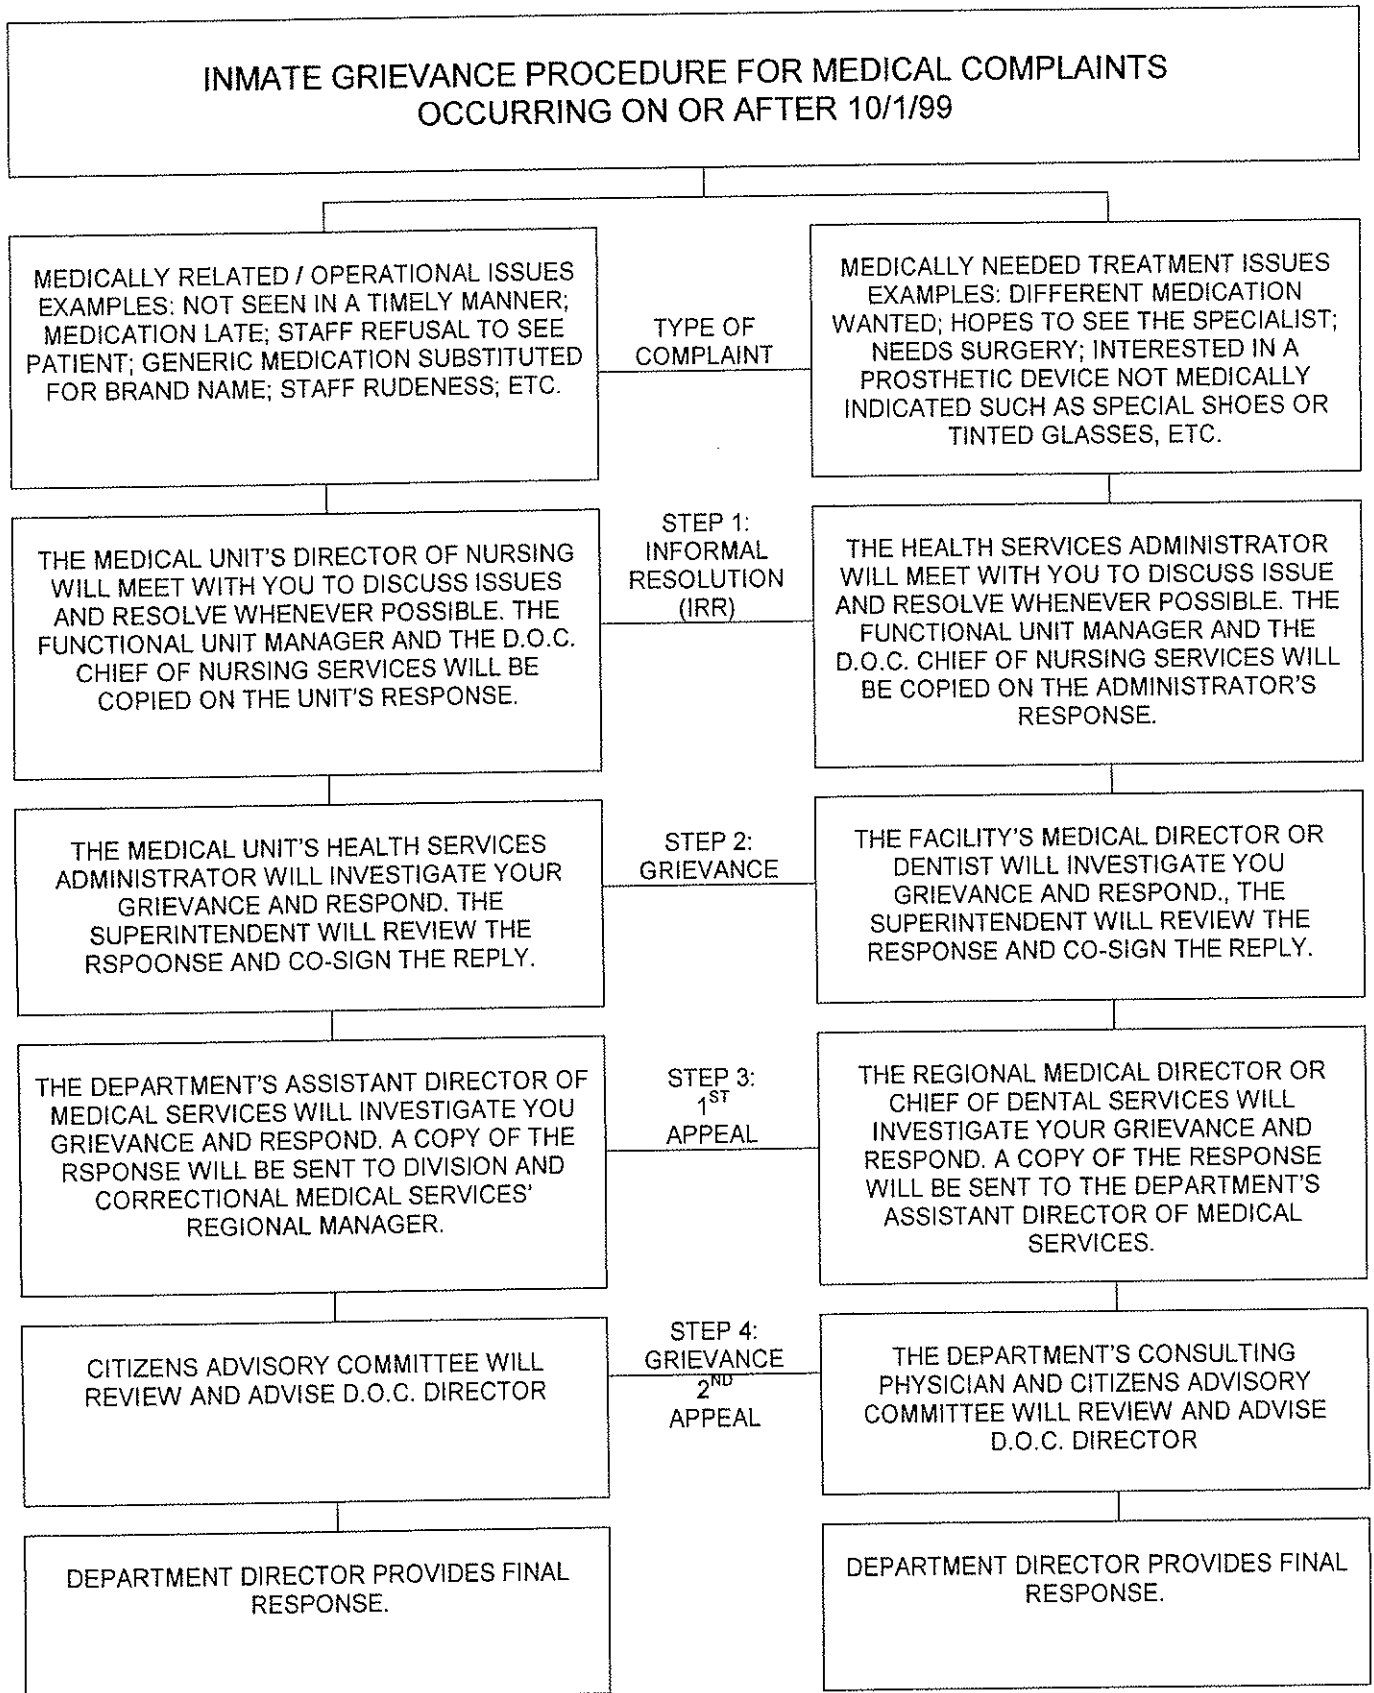 INMATE GRIEVANCE PROCEDURE FOR MEDICAL COMPLAINTS
OCCURRING ON OR AFTER 10/1/99
MEDICALLY RELATED / OPERATIONAL ISSUES
EXAMPLES: NOT SEEN IN A TIMELY MANNER;
MEDICATION LATE; STAFF REFUSAL TO SEE
PATIENT; GENERIC MEDICATION SUBSTITUTED
FOR BRAND NAME; STAFF RUDENESS; ETC.
TYPE OF
COMPLAINT
MEDICALLY NEEDED TREATMENT ISSUES
EXAMPLES: DIFFERENT MEDICATION
WANTED; HOPES TO SEE THE SPECIALIST;
NEEDS SURGERY; INTERESTED IN A
PROSTHETIC DEVICE NOT MEDICALLY
INDICATED SUCH AS SPECIAL SHOES OR
TINTED GLASSES, ETC.
THE MEDICAL UNIT'S DIRECTOR OF NURSING
WILL MEET WITH YOU TO DISCUSS ISSUES
AND RESOLVE WHENEVER POSSIBLE. THE
FUNCTIONAL UNIT MANAGER AND THE D.O.C.
CHIEF OF NURSING SERVICES WILL BE
COPIED ON THE UNIT'S RESPONSE.
STEP 1:
INFORMAL
RESOLUTION
(IRR)
THE HEALTH SERVICES ADMINISTRATOR
WILL MEET WITH YOU TO DISCUSS ISSUE
AND RESOLVE WHENEVER POSSIBLE. THE
FUNCTIONAL UNIT MANAGER AND THE
D.O.C. CHIEF OF NURSING SERVICES WILL
BE COPIED ON THE ADMINISTRATOR'S
RESPONSE.
THE MEDICAL UNIT'S HEALTH SERVICES
ADMINISTRATOR WILL INVESTIGATE YOUR
GRIEVANCE AND RESPOND. THE
SUPERINTENDENT WILL REVIEW THE
RSPOONSE AND CO-SIGN THE REPLY.
STEP 2:
GRIEVANCE
THE FACILITY'S MEDICAL DIRECTOR OR
DENTIST WILL INVESTIGATE YOU
GRIEVANCE AND RESPOND., THE
SUPERINTENDENT WILL REVIEW THE
RESPONSE AND CO-SIGN THE REPLY.
THE DEPARTMENT'S ASSISTANT DIRECTOR OF
MEDICAL SERVICES WILL INVESTIGATE YOU
GRIEVANCE AND RESPOND. A COPY OF THE
RSPONSE WILL BE SENT TO DIVISION AND
CORRECTIONAL MEDICAL SERVICES'
REGIONAL MANAGER.
STEP 3:
1ST
APPEAL
THE REGIONAL MEDICAL DIRECTOR OR
CHIEF OF DENTAL SERVICES WILL
INVESTIGATE YOUR GRIEVANCE AND
RESPOND. A COPY OF THE RESPONSE
WILL BE SENT TO THE DEPARTMENT'S
ASSISTANT DIRECTOR OF MEDICAL
SERVICES.
CITIZENS ADVISORY COMMITTEE WILL
REVIEW AND ADVISE D.O.C. DIRECTOR
STEP 4:
GRIEVANCE
2ND
APPEAL
THE DEPARTMENT'S CONSULTING
PHYSICIAN AND CITIZENS ADVISORY
COMMITTEE WILL REVIEW AND ADVISE
D.O.C. DIRECTOR
DEPARTMENT DIRECTOR PROVIDES FINAL
RESPONSE.
DEPARTMENT DIRECTOR PROVIDES FINAL
RESPONSE.